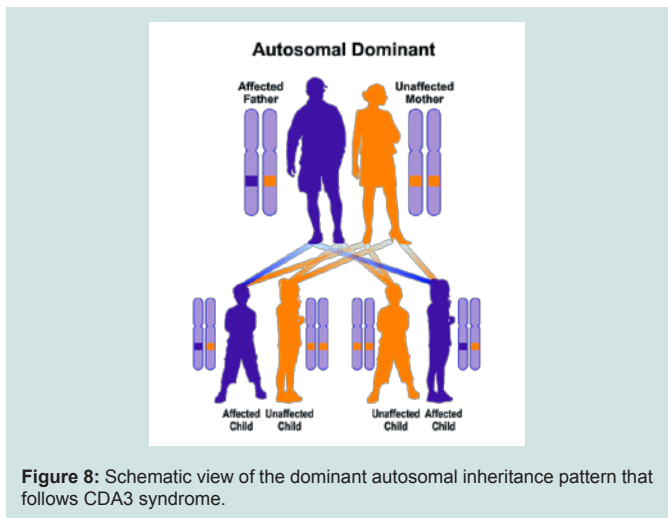 Autosomal Dominant
Affected
Father
Unaffected
Mother
Affected
Child
Unaffected
Child
Unaffected
Child
Affected
Child
Figure 8: Schematic view of the dominant autosomal inheritance pattern that
follows CDA3 syndrome.